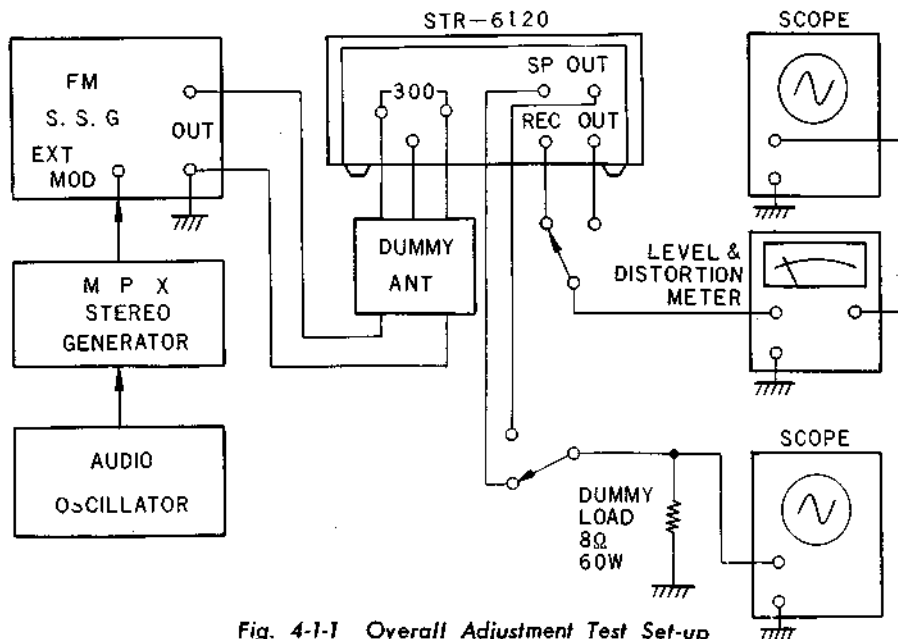 STR-6120
SCOPE
FM
S. S. G
OUT
EXT
MOD
300
SP OUT
REC OUT
DUMMY
ANT
LEVEL &
DISTORTION
METER
M P X
STEREO
GENERATOR
AUDIO
OSCILLATOR
DUMMY
LOAD
8Ω
60W
SCOPE
Fig. 4-1-1 Overall Adjustment Test Set-up